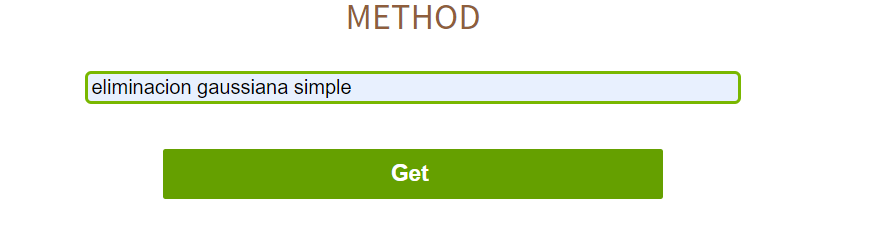 METHOD
eliminacion gaussiana simple
Get